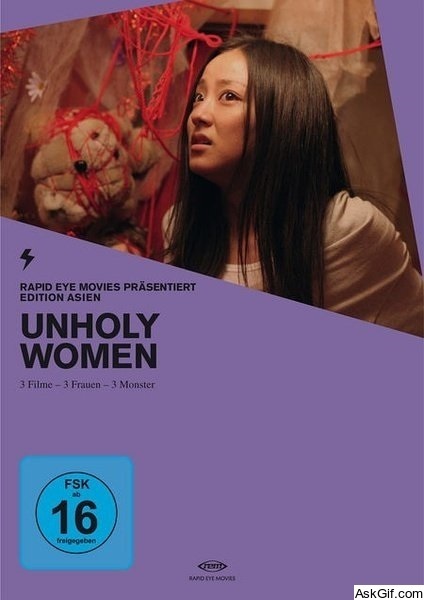 RAPID EYE MOVIES PRÄSENTIERT
EDITION ASIEN
UNHOLY
WOMEN
3 Filme – 3 Frauen – 3 Monster
FSK
ab
16
freigegeben
rem
RAPID EYE MOVIES
AskGif.com